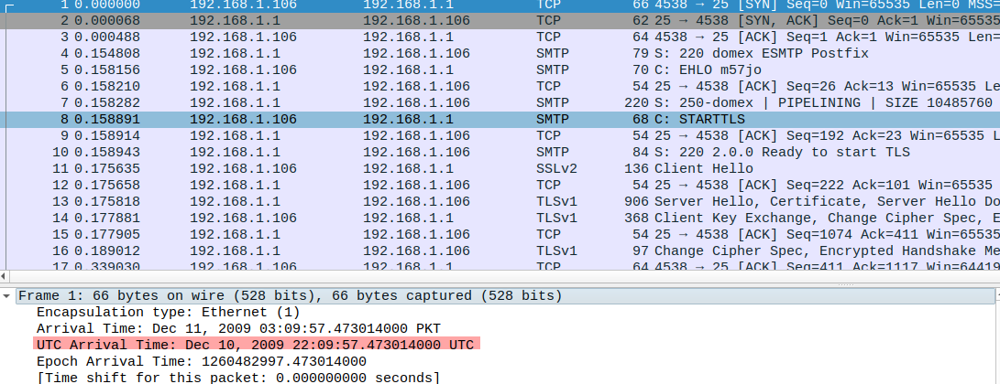 1 0.000000 192.168.1.106 192.168.1.1 TCP 66 4538 → 25 [SYN] Seq=0 Win=65535 Len=0 MSS=
2 0.000068 192.168.1.1 192.168.1.106 TCP 62 25 → 4538 [SYN, ACK] Seq=0 Ack=1 Win=65535
3 0.000488 192.168.1.106 192.168.1.1 TCP 64 4538 → 25 [ACK] Seq=1 Ack=1 Win=65535 Len=
4 0.154808 192.168.1.1 192.168.1.106 SMTP 79 S: 220 domex ESMTP Postfix
5 0.158156 192.168.1.106 192.168.1.1 SMTP 70 C: EHLO m57jo
6 0.158210 192.168.1.1 192.168.1.106 TCP 54 25 → 4538 [ACK] Seq=26 Ack=13 Win=65535 Le
7 0.158282 192.168.1.1 192.168.1.106 SMTP 220 S: 250-domex | PIPELINING | SIZE 10485760
8 0.158891 192.168.1.106 192.168.1.1 SMTP 68 C: STARTTLS
9 0.158914 192.168.1.1 192.168.1.106 TCP 54 25 → 4538 [ACK] Seq=192 Ack=23 Win=65535 L
10 0.158943 192.168.1.1 192.168.1.106 SMTP 84 S: 220 2.0.0 Ready to start TLS
11 0.175635 192.168.1.106 192.168.1.1 SSLv2 136 Client Hello
12 0.175658 192.168.1.1 192.168.1.106 TCP 54 25 → 4538 [ACK] Seq=222 Ack=101 Win=65535
13 0.175818 192.168.1.1 192.168.1.106 TLSv1 906 Server Hello, Certificate, Server Hello Do
14 0.177881 192.168.1.106 192.168.1.1 TLSv1 368 Client Key Exchange, Change Cipher Spec, E
15 0.177905 192.168.1.1 192.168.1.106 TCP 54 25 → 4538 [ACK] Seq=1074 Ack=411 Win=65535
16 0.189012 192.168.1.1 192.168.1.106 TLSv1 97 Change Cipher Spec, Encrypted Handshake Me
17 0.339030 192.168.1.106 192.168.1.1 TCP 64 4538 → 25 [ACK] Seq=411 Ack=1117 Win=64419
Frame 1: 66 bytes on wire (528 bits), 66 bytes captured (528 bits)
Encapsulation type: Ethernet (1)
Arrival Time: Dec 11, 2009 03:09:57.473014000 PKT
UTC Arrival Time: Dec 10, 2009 22:09:57.473014000 UTC
Epoch Arrival Time: 1260482997.473014000
[Time shift for this packet: 0.000000000 seconds]